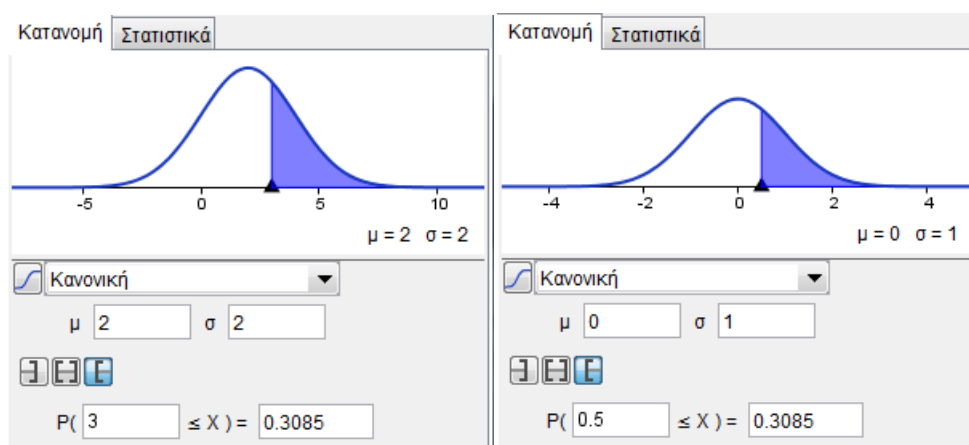 Κατανομή Στατιστικά
-5 0 5 10
μ = 2 σ = 2
Κανονική
μ 2 σ 2
P( 3 ≤ X ) = 0.3085
Κατανομή Στατιστικά
-4 -2 0 2 4
μ = 0 σ = 1
Κανονική
μ 0 σ 1
P( 0.5 ≤ X ) = 0.3085